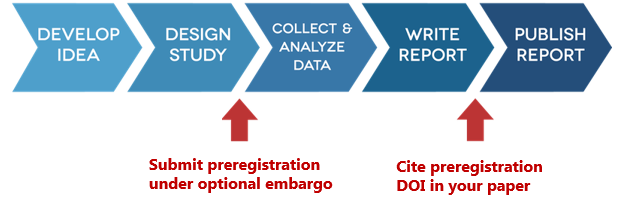 DEVELOP
IDEA
DESIGN
STUDY
COLLECT &
ANALYZE
DATA
WRITE
REPORT
PUBLISH
REPORT
Submit preregistration
under optional embargo
Cite preregistration
DOI in your paper